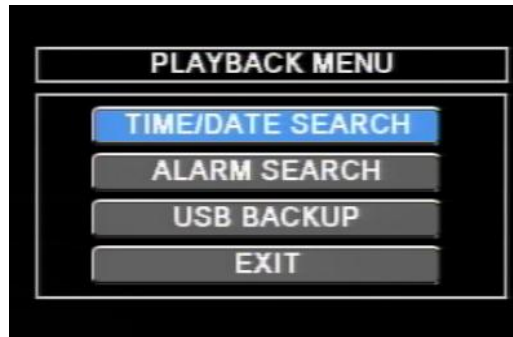 PLAYBACK MENU
TIME/DATE SEARCH
ALARM SEARCH
USB BACKUP
EXIT